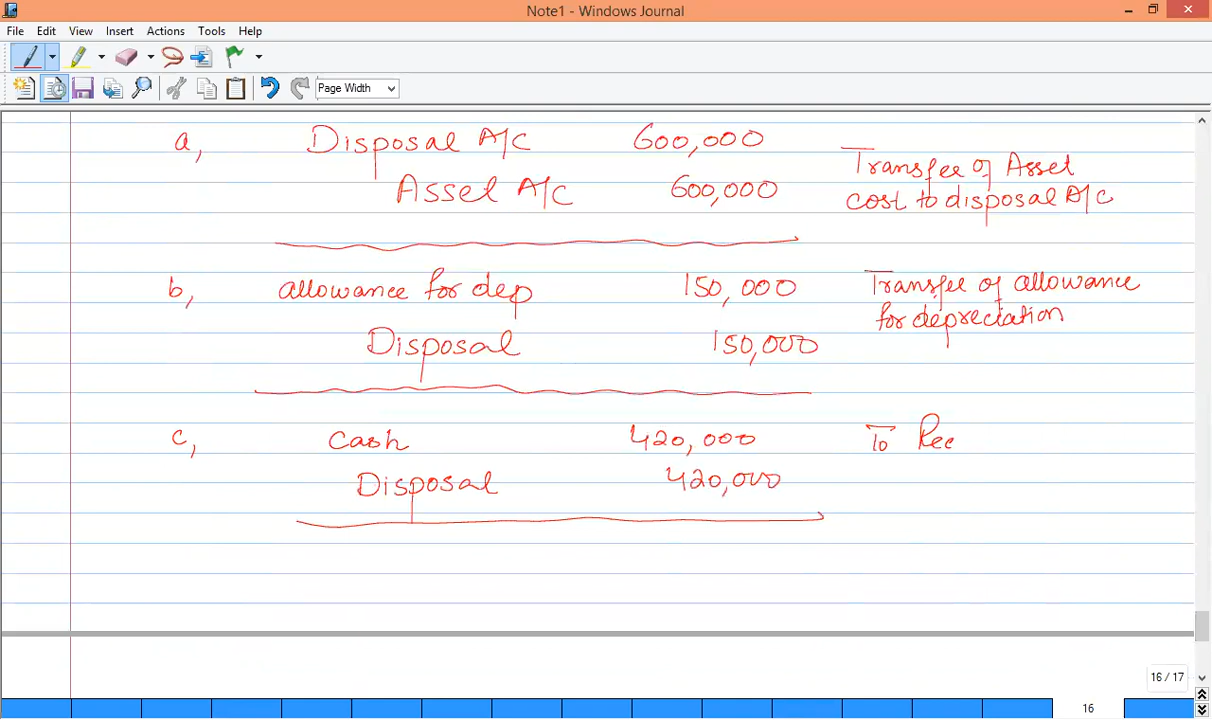 Note1 - Windows Journal
File Edit View Insert Actions Tools Help
Page Width
a, Disposal A/C 600,000
Asset A/C 600,000
Transfee of Asset
cost to disposal A/C
b, allowance for dep 150,000
Disposal 150,000
Transfee of allowance
for depreciation
c, Cash 420,000 To Rec
Disposal 420,000
16 / 17
16